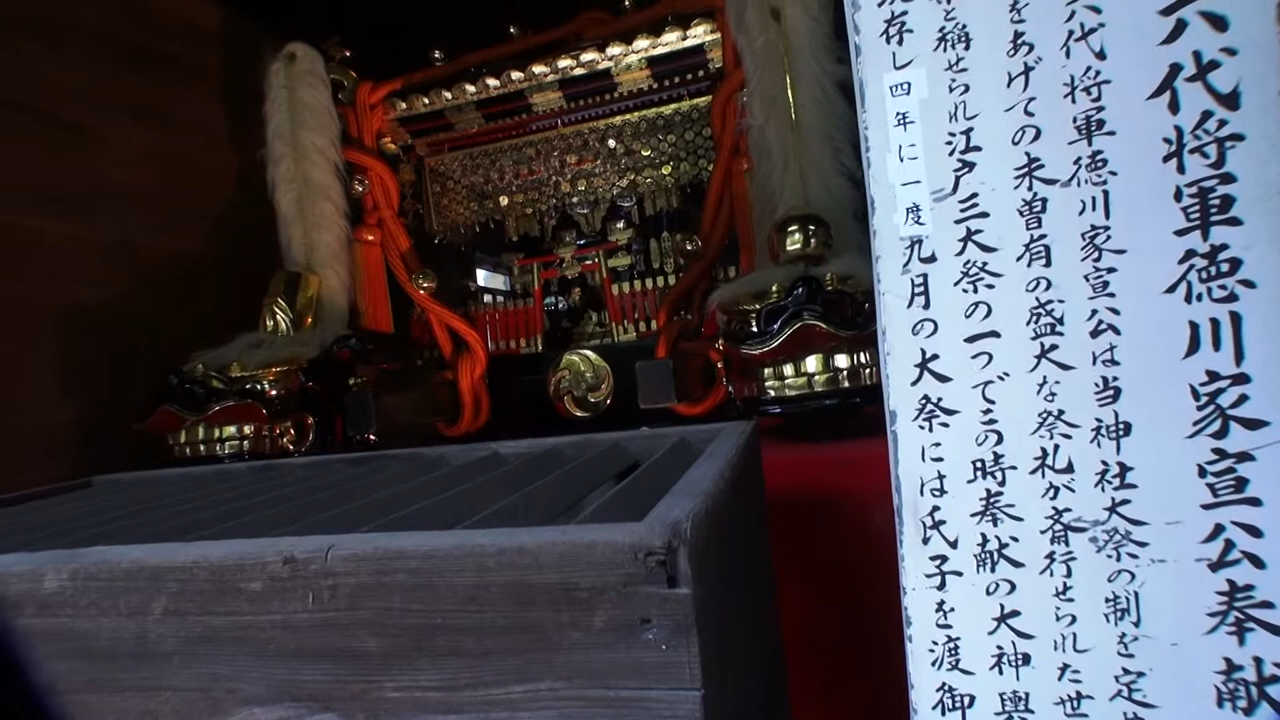 六代将軍徳川家宣公奉献
六代将軍徳川家宣公は当神社大祭の制を定め
をあげての未曽有の盛大な祭礼が斎行せられた世
と称せられ江戸三大祭の一つでこの時奉献の大神輿
現存し四年に一度九月の大祭には氏子を渡御